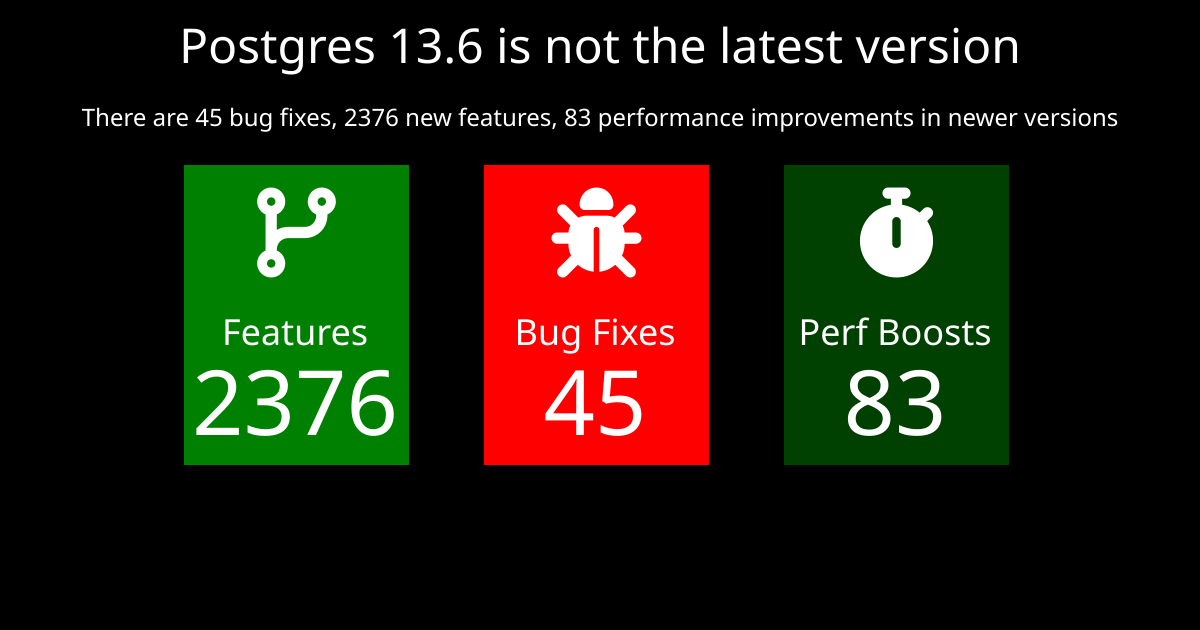 Postgres 13.6 is not the latest version
There are 45 bug fixes, 2376 new features, 83 performance improvements in newer versions
Features
2376
Bug Fixes
45
Perf Boosts
83